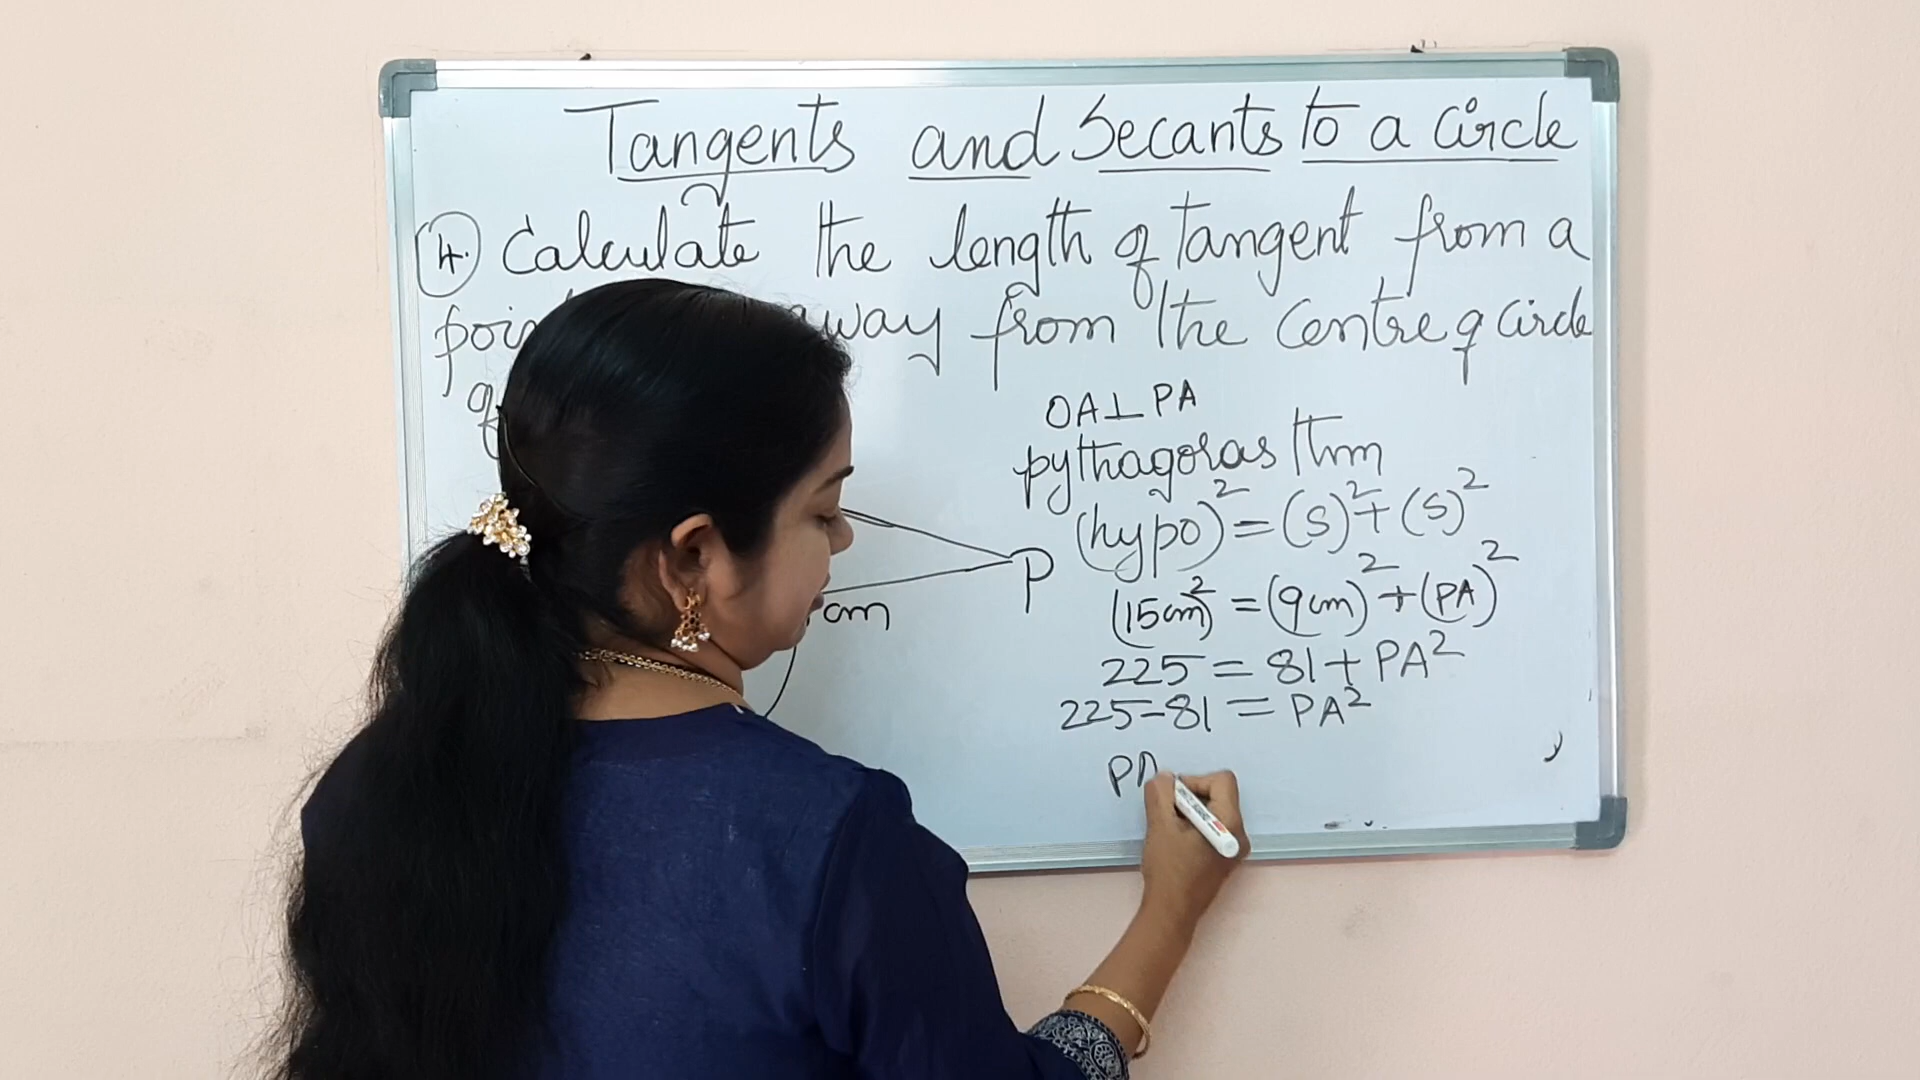 Tangents and Secants to a Circle
4. Calculate the length of tangent from a
away from the Centre of Circle
of
OA⊥PA
pythagoras thm
(hypo)² = (S)² + (S)²
P
cm
(15cm)² = (9cm)² + (PA)²
225 = 81 + PA²
225-81 = PA²
PA